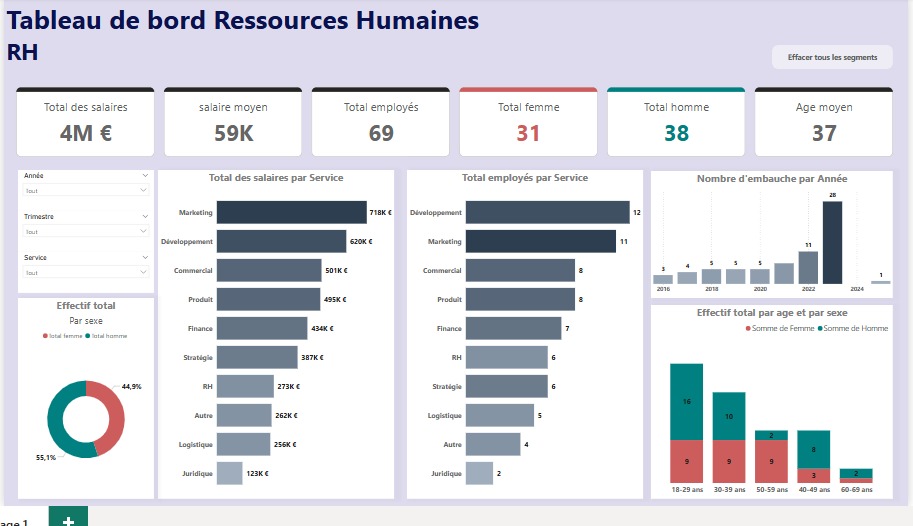 Tableau de bord Ressources Humaines
RH
Effacer tous les segments
Total des salaires
4M €
salaire moyen
59K
Total employés
69
Total femme
31
Total homme
38
Age moyen
37
Année
Tout
Trimestre
Tout
Service
Tout
Effectif total
Par sexe
Total femme Total homme
44,9%
55,1%
Total des salaires par Service
Marketing 718K €
Développement 620K €
Commercial 501K €
Produit 495K €
Finance 434K €
Stratégie 387K €
RH 273K €
Autre 262K €
Logistique 256K €
Juridique 123K €
Total employés par Service
Développement 12
Marketing 11
Commercial 8
Produit 8
Finance 7
RH 6
Stratégie 6
Logistique 5
Autre 4
Juridique 2
Nombre d'embauche par Année
3 4 5 5 5 11 28 1
2016 2018 2020 2022 2024
Effectif total par age et par sexe
Somme de Femme Somme de Homme
16 10 2 8 2
9 9 9 3
18-29 ans 30-39 ans 50-59 ans 40-49 ans 60-69 ans
age 1
+